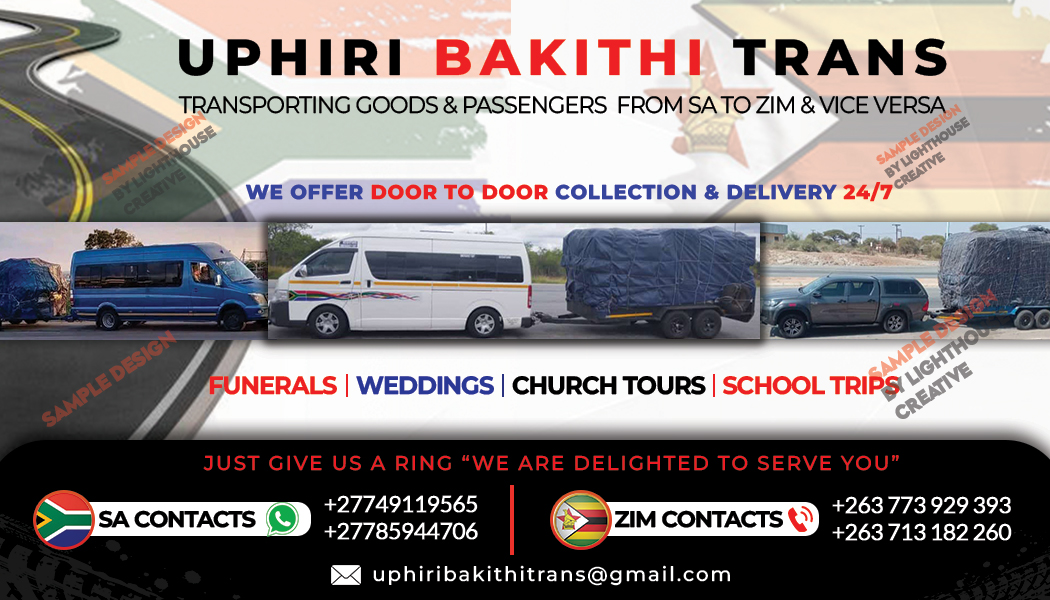 UPHIRI BAKITHI TRANS
TRANSPORTING GOODS & PASSENGERS FROM SA TO ZIM & VICE VERSA
SAMPLE DESIGN
BY LIGHTHOUSE
CREATIVE
SAMPLE DESIGN
BY LIGHTHOUSE
CREATIVE
WE OFFER DOOR TO DOOR COLLECTION & DELIVERY 24/7
SAMPLE DESIGN
SAMPLE DESIGN
BY LIGHTHOUSE
CREATIVE
FUNERALS | WEDDINGS | CHURCH TOURS | SCHOOL TRIPS
JUST GIVE US A RING “WE ARE DELIGHTED TO SERVE YOU”
SA CONTACTS
+27749119565
+27785944706
ZIM CONTACTS
+263 773 929 393
+263 713 182 260
uphiribakithitrans@gmail.com